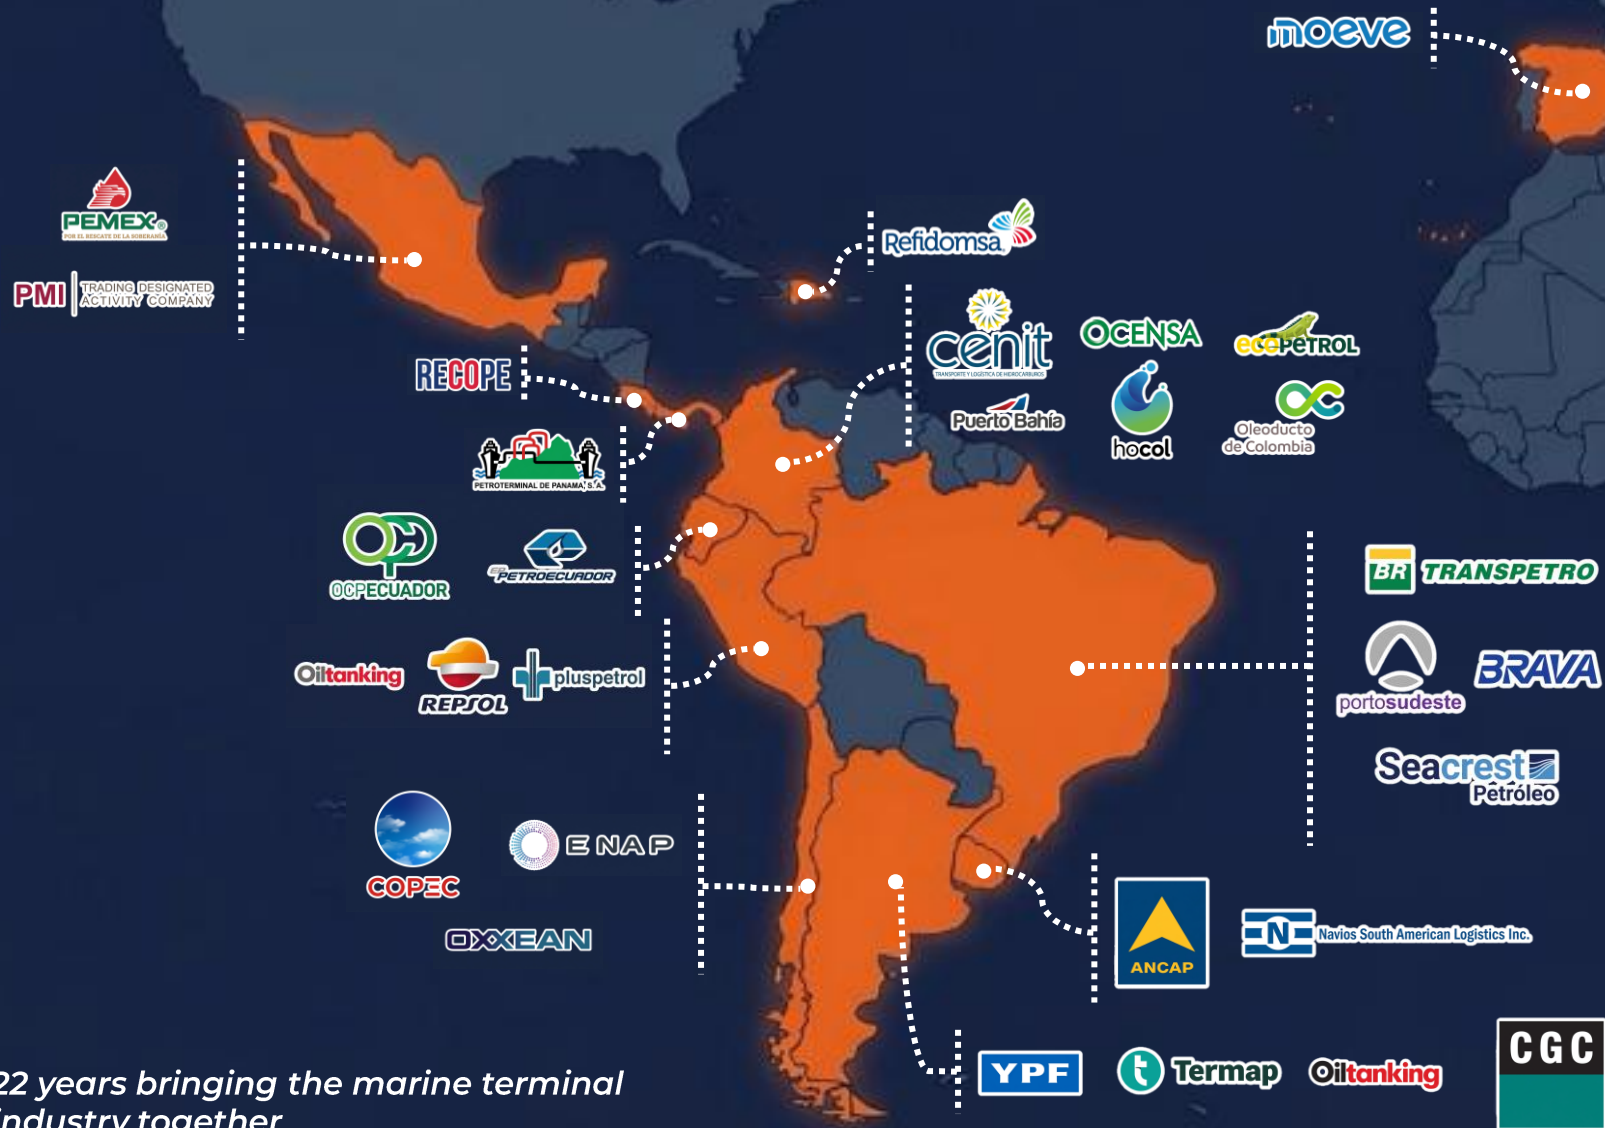 moeve
PEMEX®
POR EL RESCATE DE LA SOBERANÍA
PMI TRADING DESIGNATED
ACTIVITY COMPANY
Refidomsa
cenit
TRANSPORTE Y LOGÍSTICA DE HIDROCARBUROS
OCENSA
ecoPETROL
Puerto Bahía
hocol
Oleoducto
de Colombia
RECOPE
PETROTERMINAL DE PANAMA, S.A.
OCPECUADOR
EP PETROECUADOR
Oiltanking
REPSOL
pluspetrol
BR TRANSPETRO
portosudeste
BRAVA
Seacrest
Petróleo
COPEC
ENAP
OXXEAN
ANCAP
N Navios South American Logistics Inc.
YPF
t Termap
Oiltanking
CGC
22 years bringing the marine terminal
industry together